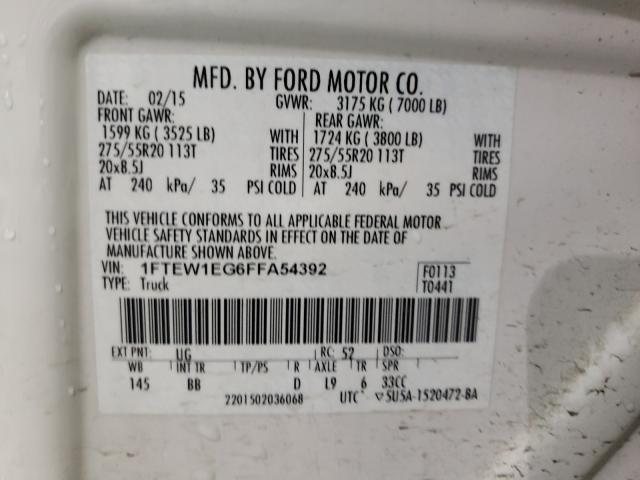 MFD. BY FORD MOTOR CO.
DATE: 02/15 GVWR: 3175 KG ( 7000 LB)
FRONT GAWR: REAR GAWR:
1599 KG ( 3525 LB) WITH 1724 KG ( 3800 LB) WITH
275/55R20 113T TIRES 275/55R20 113T TIRES
20x8.5J RIMS 20x8.5J RIMS
AT 240 kPa/ 35 PSI COLD AT 240 kPa/ 35 PSI COLD
THIS VEHICLE CONFORMS TO ALL APPLICABLE FEDERAL MOTOR
VEHICLE SAFETY STANDARDS IN EFFECT ON THE DATE OF
MANUFACTURE SHOWN ABOVE.
VIN: 1FTEW1EG6FFA54392 F0113
TYPE: Truck T0441
EXT PNT: UG RC: 52 DSO:
WB INT TR TP/PS R AXLE TR SPR
145 BB D L9 6 33CC
2201502036068 UTC ▽5U5A-1520472-BA